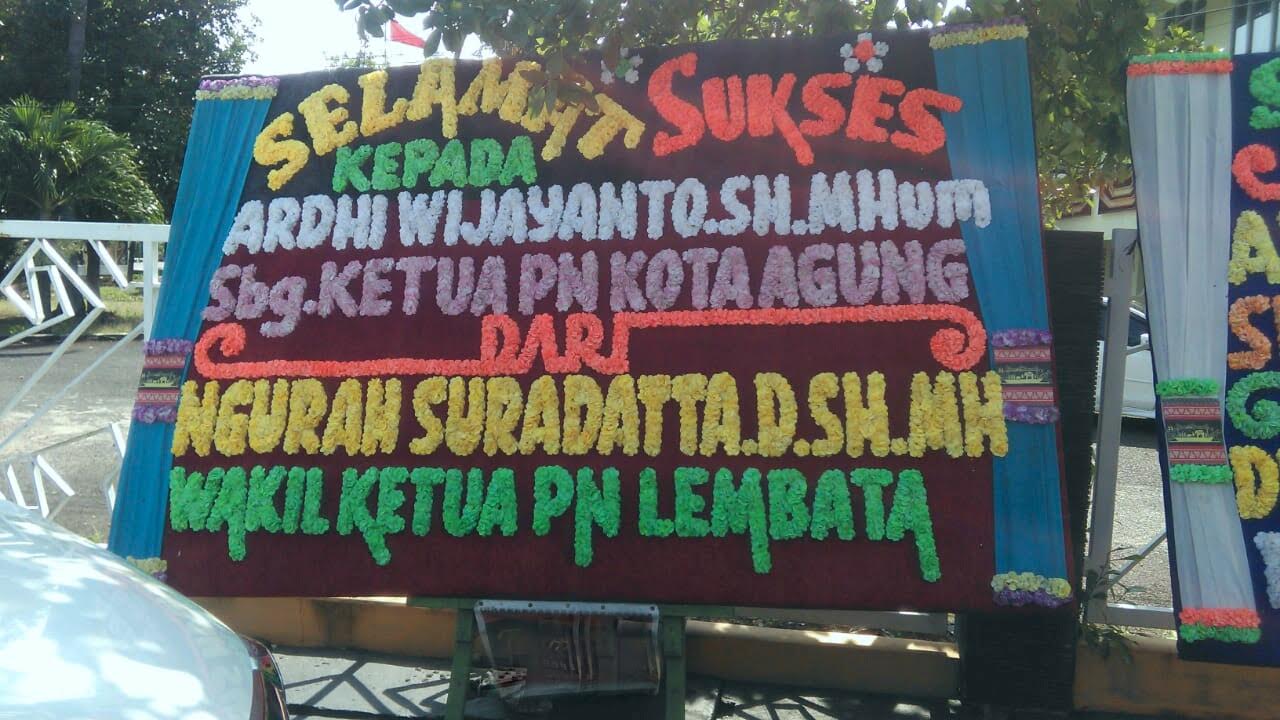 SELAMAT SUKSES
KEPADA
ARDHI WIJAYANTO.SH.MHum
Sbg.KETUA PN KOTA AGUNG
DARI
NGURAH SURADATTA.D.SH.MH
WAKIL KETUA PN LEMBATA